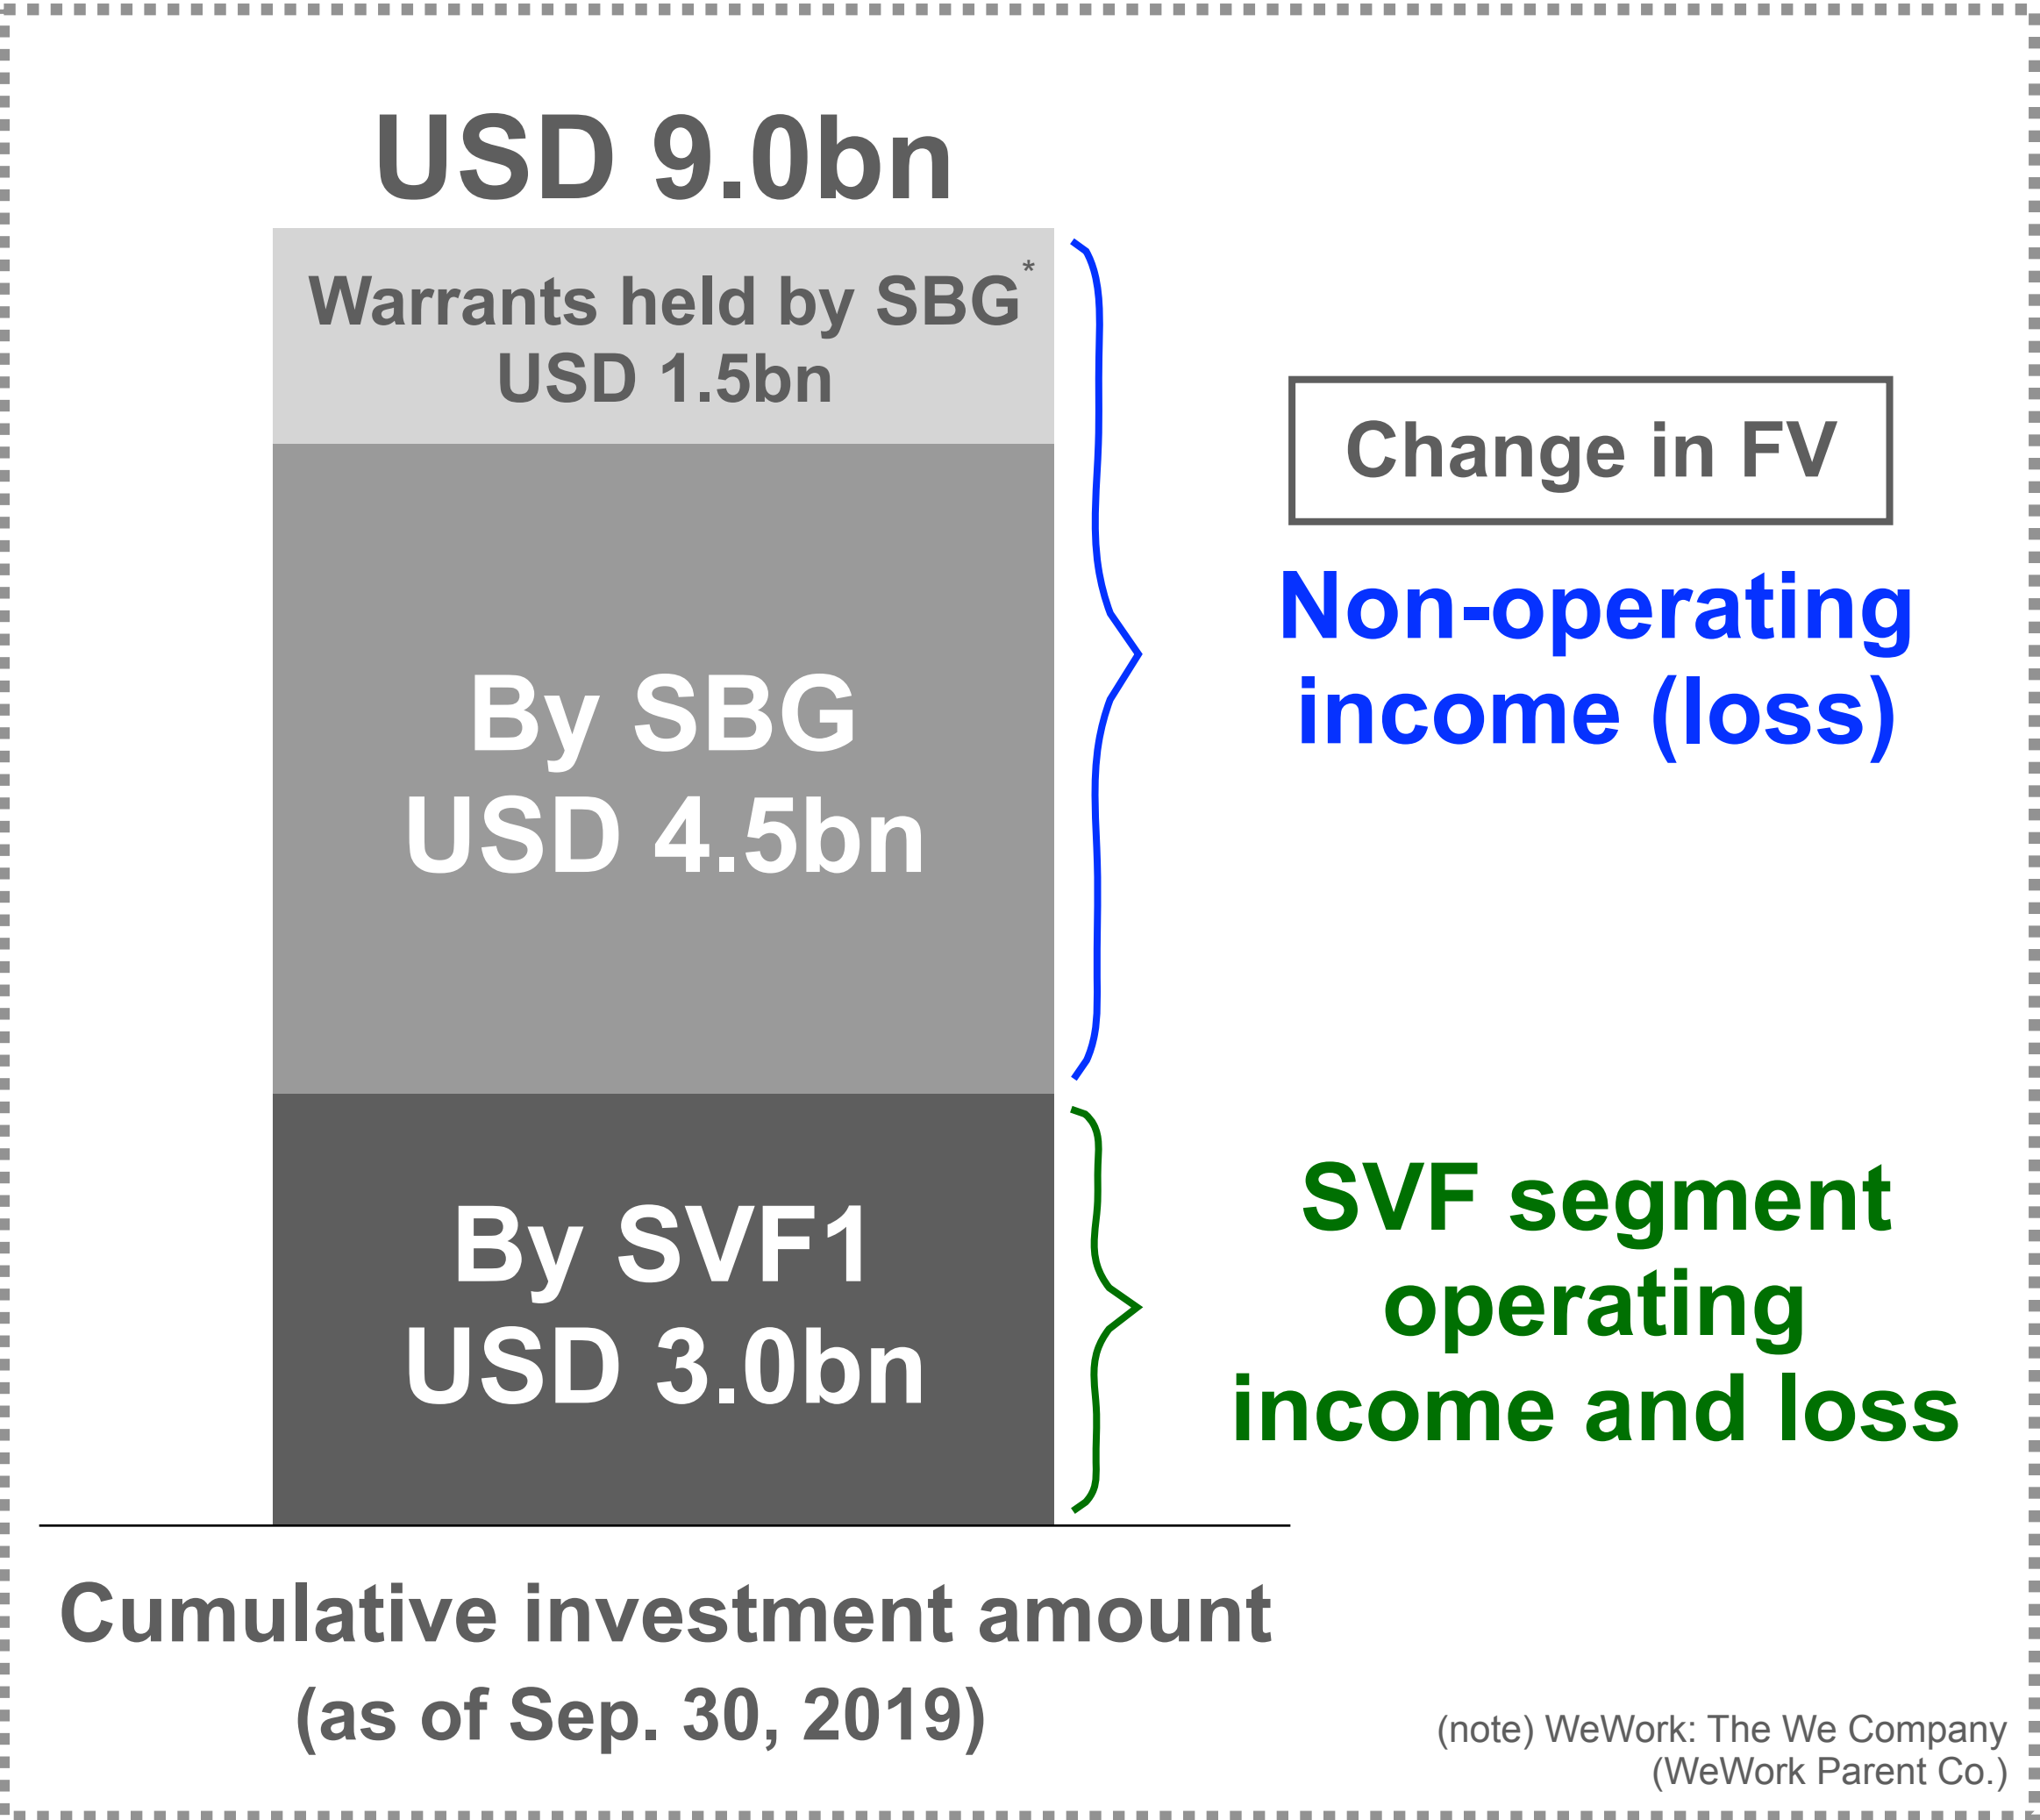 USD 9.0bn
Warrants held by SBG*
USD 1.5bn
Change in FV
Non-operating
income (loss)
By SBG
USD 4.5bn
By SVF1
USD 3.0bn
SVF segment
operating
income and loss
Cumulative investment amount
(as of Sep. 30, 2019)
(note) WeWork: The We Company
(WeWork Parent Co.)